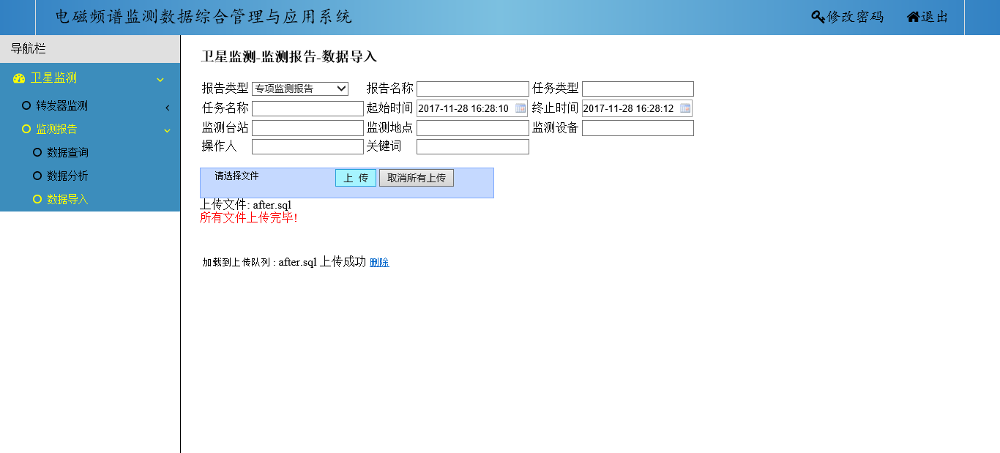 电磁频谱监测数据综合管理与应用系统 修改密码 退出
导航栏
卫星监测
转发器监测
监测报告
数据查询
数据分析
数据导入
卫星监测-监测报告-数据导入
报告类型 专项监测报告 报告名称 任务类型
任务名称 起始时间 2017-11-28 16:28:10 终止时间 2017-11-28 16:28:12
监测台站 监测地点 监测设备
操作人 关键词
请选择文件 上 传 取消所有上传
上传文件: after.sql
所有文件上传完毕!
加载到上传队列 : after.sql 上传成功 删除